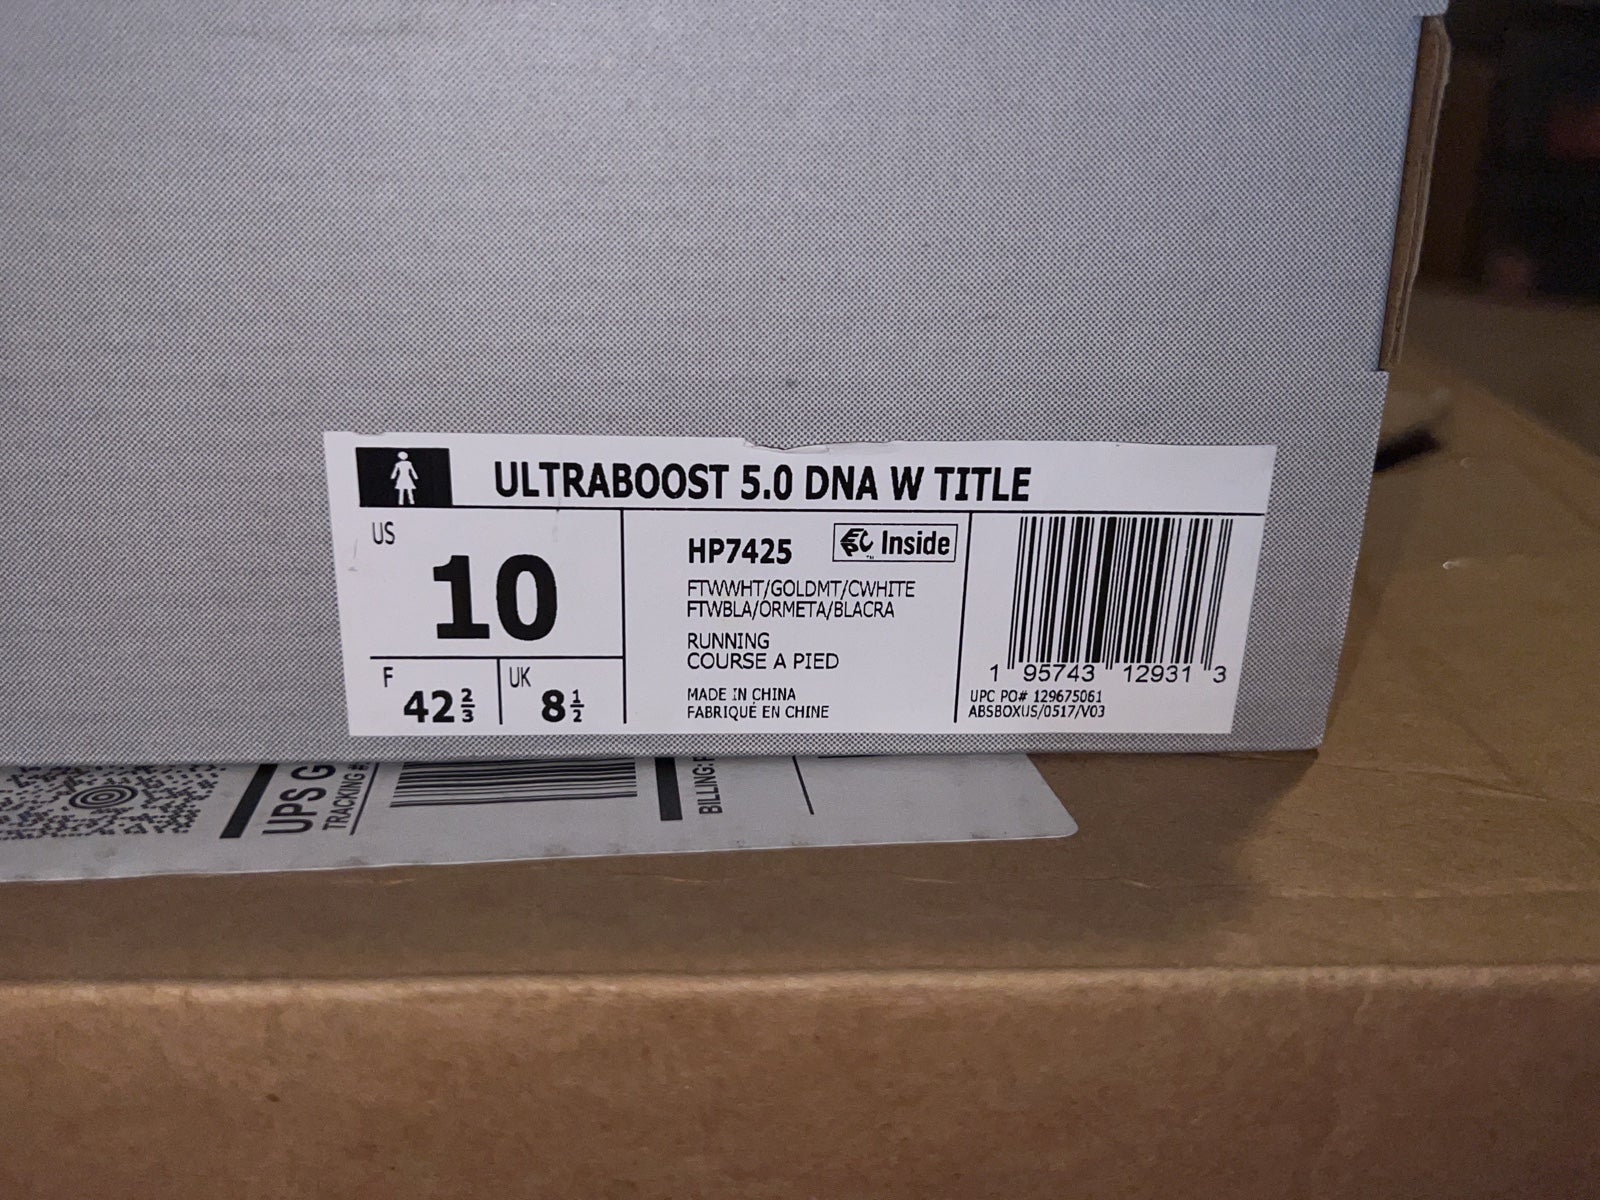 ULTRABOOST 5.0 DNA W TITLE
US
10
F
42 2/3
UK
8 1/2
HP7425
Inside
FTWWHT/GOLDMT/CWHITE
FTWBLA/ORMETA/BLACRA
RUNNING
COURSE A PIED
MADE IN CHINA
FABRIQUÉ EN CHINE
1 95743 12931 3
UPC PO# 129675061
ABSBOXUS/0517/V03
UPS G
TRACKING #
BILLING: